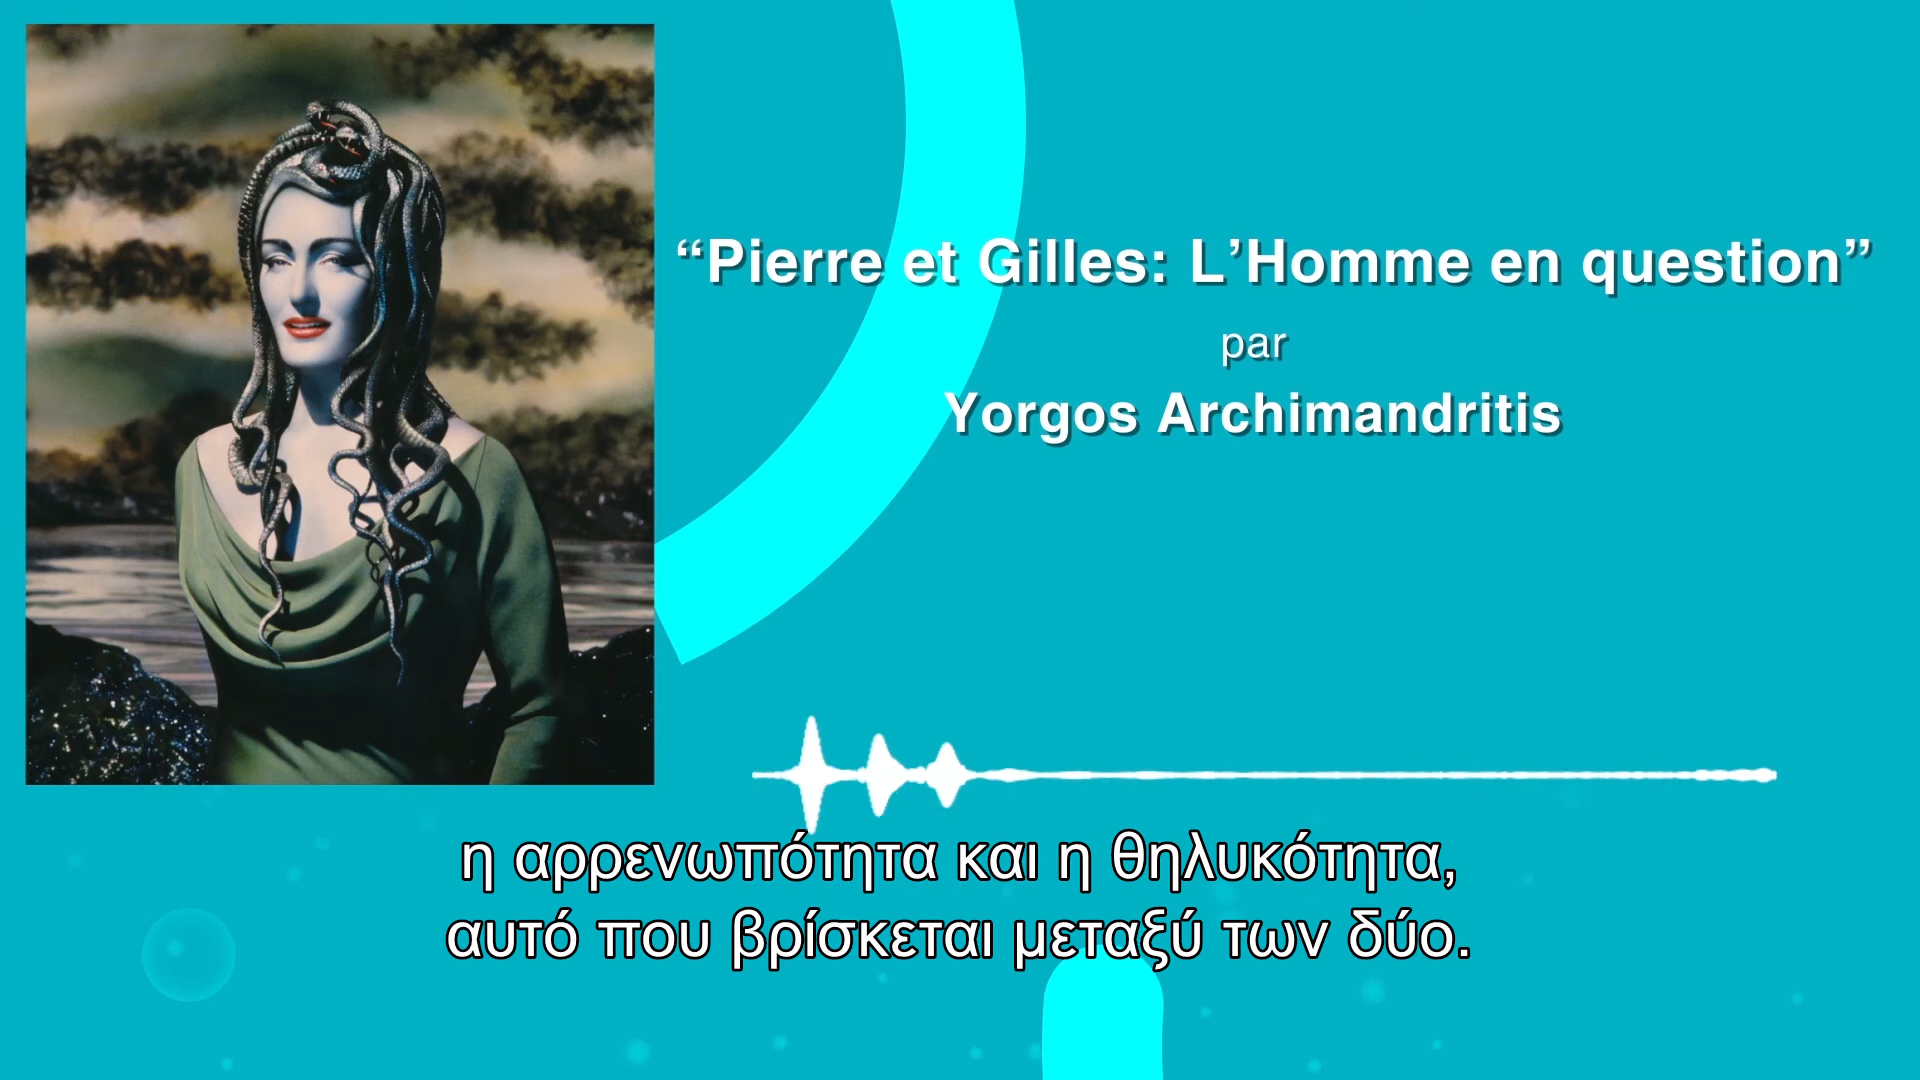 “Pierre et Gilles: L’Homme en question”
par
Yorgos Archimandritis
η αρρενωπότητα και η θηλυκότητα,
αυτό που βρίσκεται μεταξύ των δύο.